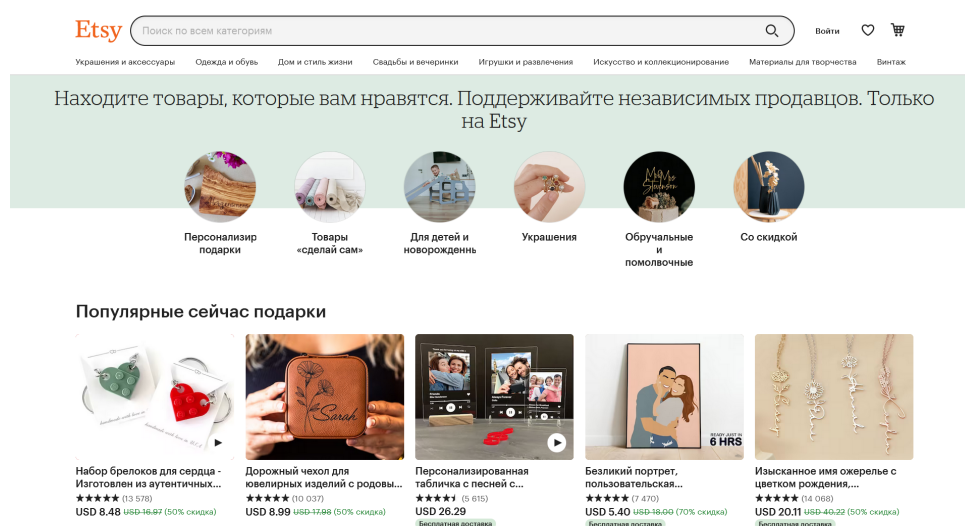 Etsy
Поиск по всем категориям
Войти
Украшения и аксессуары Одежда и обувь Дом и стиль жизни Свадьбы и вечеринки Игрушки и развлечения Искусство и коллекционирование Материалы для творчества Винтаж
Находите товары, которые вам нравятся. Поддерживайте независимых продавцов. Только
на Etsy
Персонализир
подарки
Товары
«сделай сам»
Для детей и
новорожденнь
Украшения
Обручальные
и
помолвочные
Со скидкой
Популярные сейчас подарки
Sarah
READY JUST IN
6 HRS
Набор брелоков для сердца -
Изготовлен из аутентичных...
(13 578)
USD 8.48 USD 16.97 (50% скидка)
Дорожный чехол для
ювелирных изделий с родовы...
(10 037)
USD 8.99 USD 17.98 (50% скидка)
Персонализированная
табличка с песней с...
(5 615)
USD 26.29
Бесплатная доставка
Безликий портрет,
пользовательская...
(7 470)
USD 5.40 USD 18.00 (70% скидка)
Бесплатная доставка
Изысканное имя ожерелье с
цветком рождения,...
(14 068)
USD 20.11 USD 40.22 (50% скидка)
Бесплатная доставка